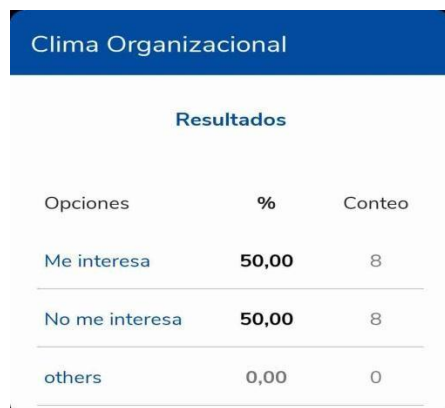 Clima Organizacional
Resultados
Opciones % Conteo
Me interesa 50,00 8
No me interesa 50,00 8
others 0,00 0